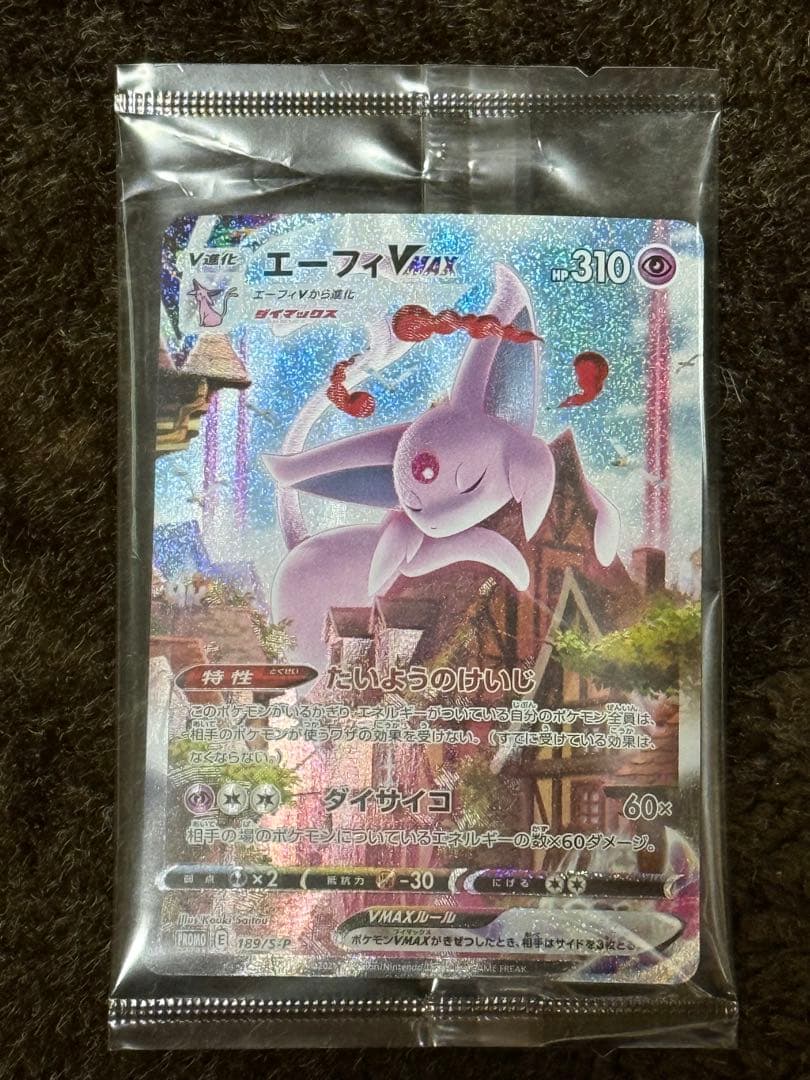 V進化 エーフィVMAX HP310
エーフィVから進化
ダイマックス
特性 とくせい たいようのけいじ
このポケモンがいるかぎり、エネルギーがついている自分のポケモン全員は、
相手のポケモンが使うワザの効果を受けない。（すでに受けている効果は、
なくならない。）
ダイサイコ 60×
相手の場のポケモンについているエネルギーの数×60ダメージ。
弱点 ×2 抵抗力 -30 にげる
Illus. Kouki Saitou
VMAXルール
PROMO E 189/S-P
ポケモンVMAXがきぜつしたとき、相手はサイドを3枚とる。
GAME FREAK